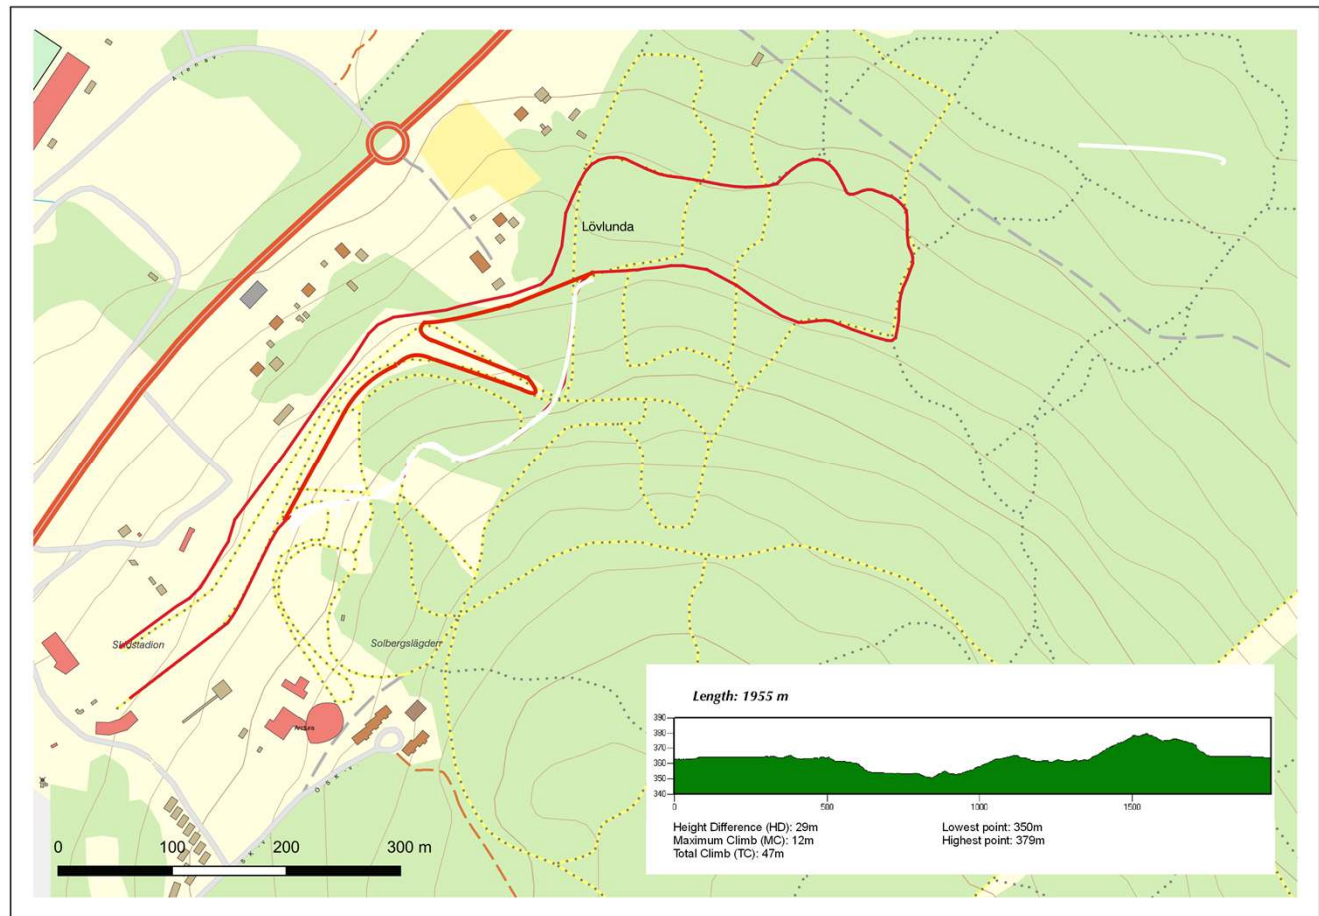 Lövlunda
Skidstadion
Solbergslägden
Arctura
0 100 200 300 m
Length: 1955 m
390
380
370
360
350
340
0 500 1000 1500
Height Difference (HD): 29m
Maximum Climb (MC): 12m
Total Climb (TC): 47m
Lowest point: 350m
Highest point: 379m